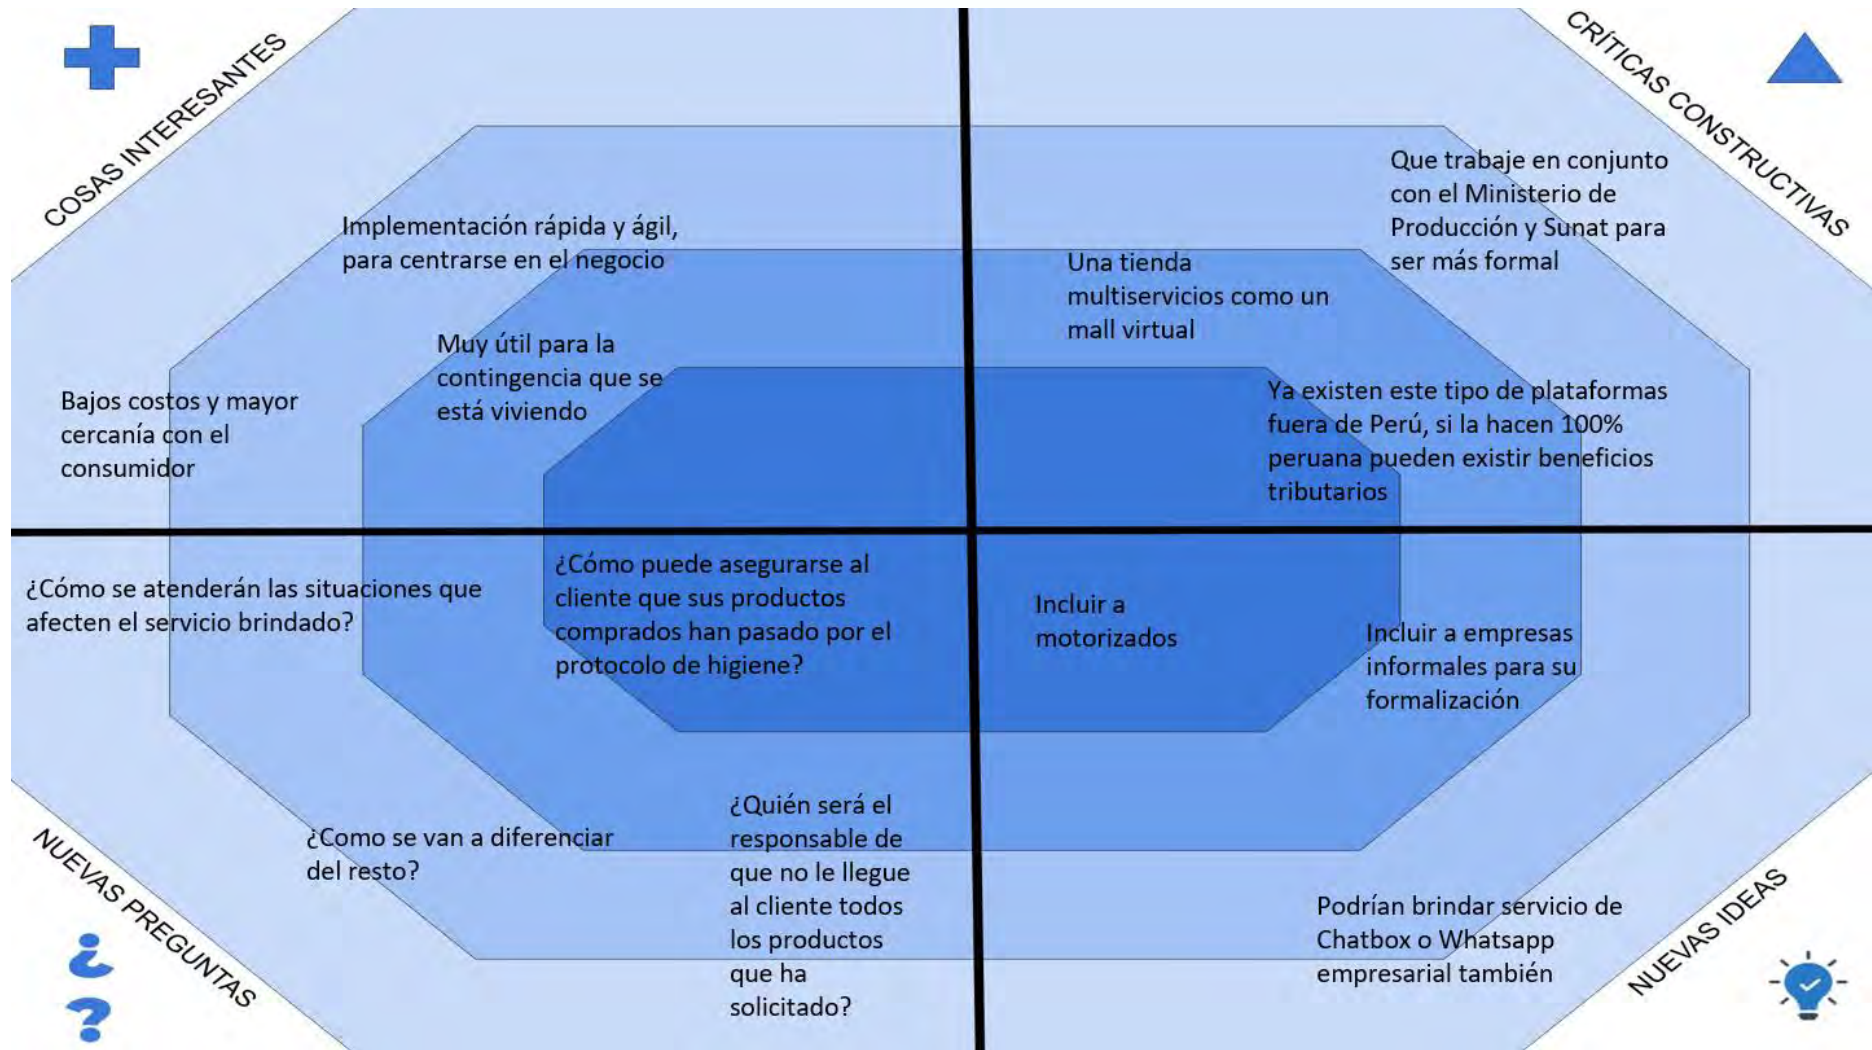 COSAS INTERESANTES
Implementación rápida y ágil,
para centrarse en el negocio
Muy útil para la
contingencia que se
está viviendo
Bajos costos y mayor
cercanía con el
consumidor
CRÍTICAS CONSTRUCTIVAS
Que trabaje en conjunto
con el Ministerio de
Producción y Sunat para
ser más formal
Una tienda
multiservicios como un
mall virtual
Ya existen este tipo de plataformas
fuera de Perú, si la hacen 100%
peruana pueden existir beneficios
tributarios
¿Cómo se atenderán las situaciones que
afecten el servicio brindado?
¿Cómo puede asegurarse al
cliente que sus productos
comprados han pasado por el
protocolo de higiene?
¿Como se van a diferenciar
del resto?
¿Quién será el
responsable de
que no le llegue
al cliente todos
los productos
que ha
solicitado?
NUEVAS PREGUNTAS
¿
?
Incluir a
motorizados
Incluir a empresas
informales para su
formalización
Podrían brindar servicio de
Chatbox o Whatsapp
empresarial también
NUEVAS IDEAS